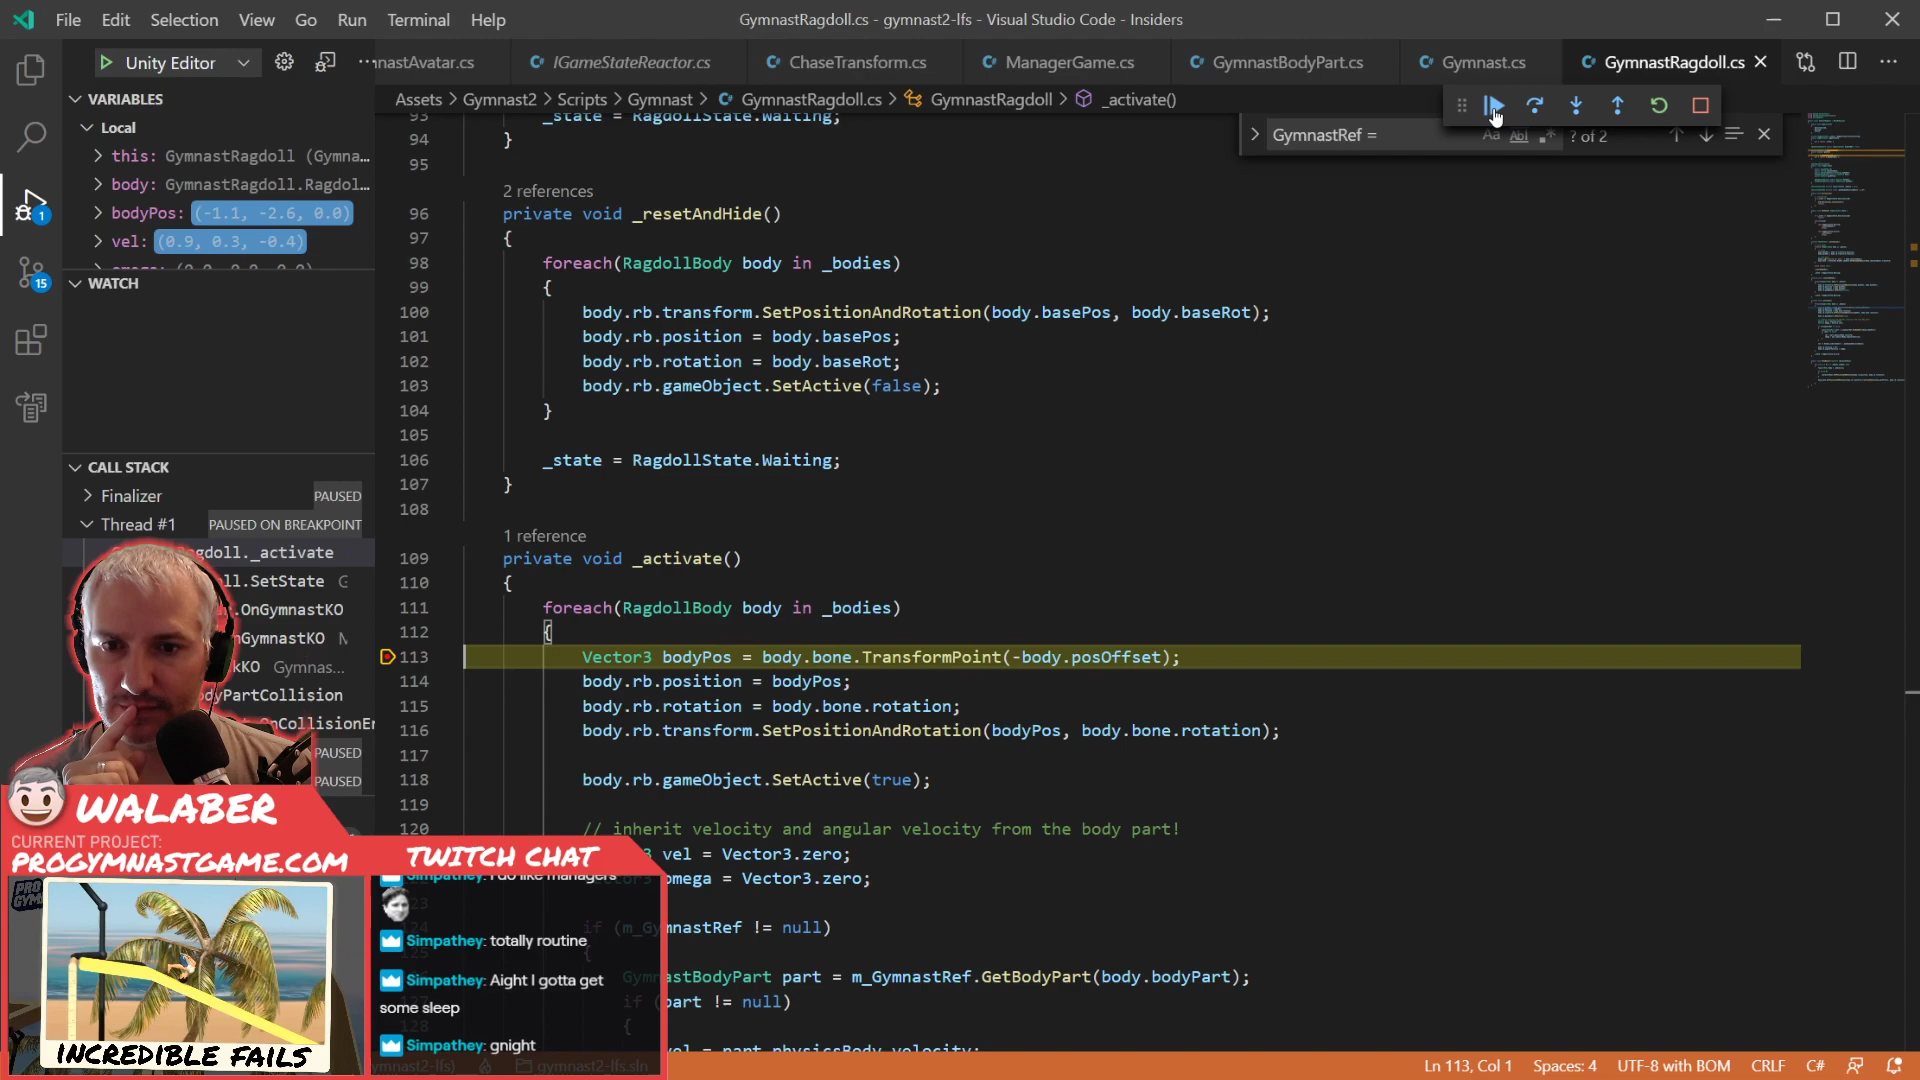 File Edit Selection View Go Run Terminal Help
GymnastRagdoll.cs - gymnast2-lfs - Visual Studio Code - Insiders
Unity Editor
nastAvatar.cs IGameStateReactor.cs ChaseTransform.cs ManagerGame.cs GymnastBodyPart.cs Gymnast.cs GymnastRagdoll.cs
Assets > Gymnast2 > Scripts > Gymnast > GymnastRagdoll.cs > GymnastRagdoll > _activate()
GymnastRef = Aa Abl ? of 2
VARIABLES
Local
this: GymnastRagdoll (Gymna...
body: GymnastRagdoll.Ragdol...
bodyPos: (-1.1, -2.6, 0.0)
vel: (0.9, 0.3, -0.4)
WATCH
CALL STACK
Finalizer PAUSED
Thread #1 PAUSED ON BREAKPOINT
gdoll._activate
ll.SetState G
.OnGymnastKO
nGymnastKO M
kKO Gymnas...
odyPartCollision
t.OnCollisionEn
PAUSED
PAUSED
1
15
93 _state = RagdollState.Waiting;
94 }
95
2 references
96 private void _resetAndHide()
97 {
98 foreach(RagdollBody body in _bodies)
99 {
100 body.rb.transform.SetPositionAndRotation(body.basePos, body.baseRot);
101 body.rb.position = body.basePos;
102 body.rb.rotation = body.baseRot;
103 body.rb.gameObject.SetActive(false);
104 }
105
106 _state = RagdollState.Waiting;
107 }
108
1 reference
109 private void _activate()
110 {
111 foreach(RagdollBody body in _bodies)
112 {
113 Vector3 bodyPos = body.bone.TransformPoint(-body.posOffset);
114 body.rb.position = bodyPos;
115 body.rb.rotation = body.bone.rotation;
116 body.rb.transform.SetPositionAndRotation(bodyPos, body.bone.rotation);
117
118 body.rb.gameObject.SetActive(true);
119
120 // inherit velocity and angular velocity from the body part!
vel = Vector3.zero;
omega = Vector3.zero;
if (m_GymnastRef != null)
GymnastBodyPart part = m_GymnastRef.GetBodyPart(body.bodyPart);
if (part != null)
128 {
vel = part.physicsBody.velocity;
WALABER
CURRENT PROJECT:
PROGYMNASTGAME.COM
INCREDIBLE FAILS
TWITCH CHAT
Simpathey: I do like managers
Simpathey: totally routine
Simpathey: Aight I gotta get
some sleep
Simpathey: gnight
gymnast2-lfs.sln
Ln 113, Col 1 Spaces: 4 UTF-8 with BOM CRLF C#